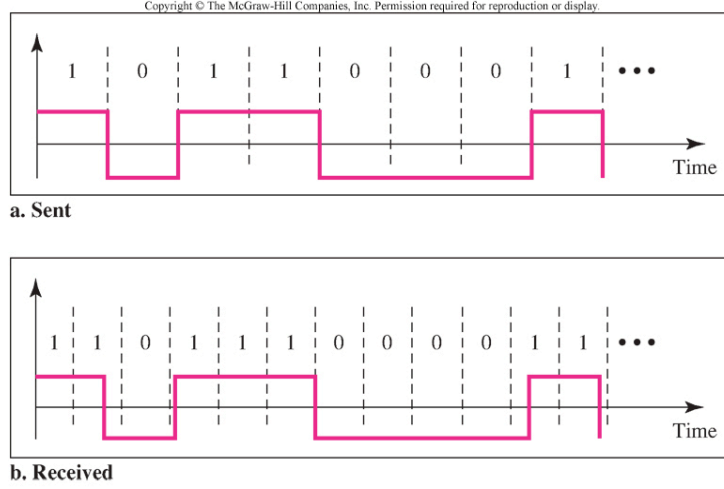 Copyright © The McGraw-Hill Companies, Inc. Permission required for reproduction or display.
1 0 1 1 0 0 0 1 •••
Time
a. Sent
1 1 0 1 1 1 0 0 0 0 1 1 •••
Time
b. Received